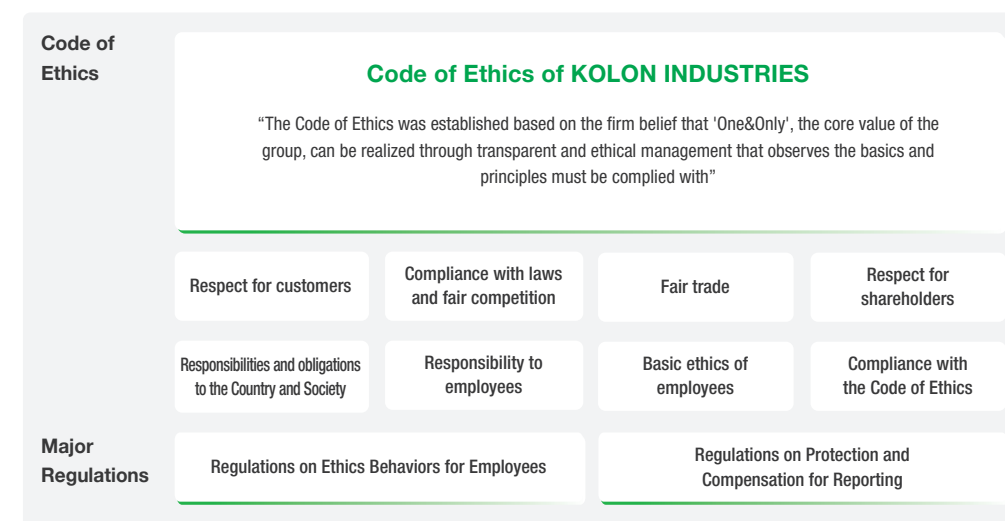 Code of
Ethics
Code of Ethics of KOLON INDUSTRIES
“The Code of Ethics was established based on the firm belief that 'One&Only', the core value of the
group, can be realized through transparent and ethical management that observes the basics and
principles must be complied with”
Respect for customers
Compliance with laws
and fair competition
Fair trade
Respect for
shareholders
Responsibilities and obligations
to the Country and Society
Responsibility to
employees
Basic ethics of
employees
Compliance with
the Code of Ethics
Major
Regulations
Regulations on Ethics Behaviors for Employees
Regulations on Protection and
Compensation for Reporting